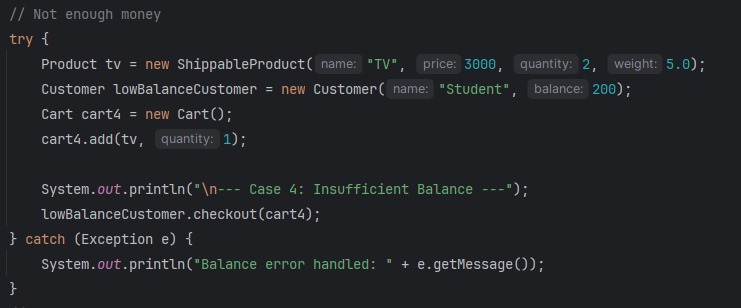 // Not enough money
try {
    Product tv = new ShippableProduct( name: "TV", price: 3000, quantity: 2, weight: 5.0);
    Customer lowBalanceCustomer = new Customer( name: "Student", balance: 200);
    Cart cart4 = new Cart();
    cart4.add(tv, quantity: 1);

    System.out.println("\n--- Case 4: Insufficient Balance ---");
    lowBalanceCustomer.checkout(cart4);
} catch (Exception e) {
    System.out.println("Balance error handled: " + e.getMessage());
}